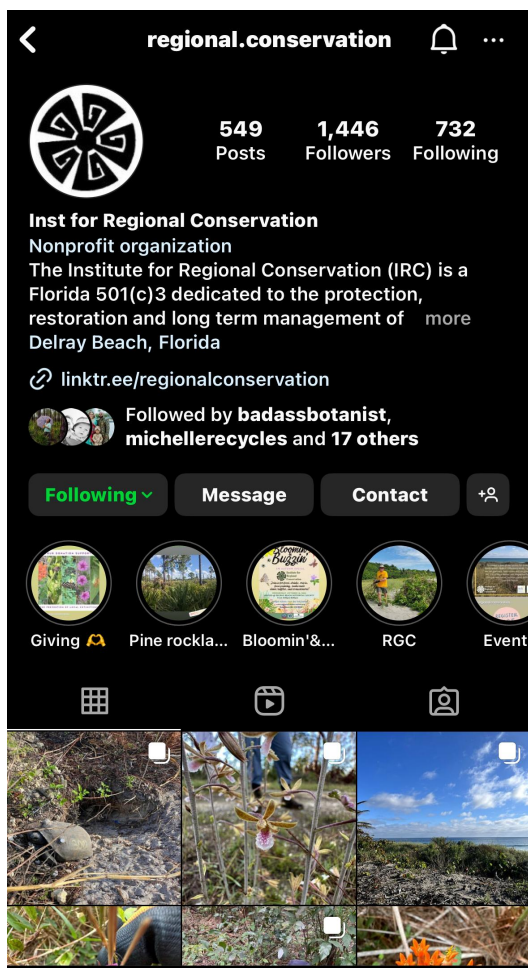 regional.conservation
549 1,446 732
Posts Followers Following
Inst for Regional Conservation
Nonprofit organization
The Institute for Regional Conservation (IRC) is a
Florida 501(c)3 dedicated to the protection,
restoration and long term management of more
Delray Beach, Florida
linktr.ee/regionalconservation
Followed by badassbotanist,
michellerecycles and 17 others
Following Message Contact
Bloomin'
Buzzin'
Giving Pine rockla... Bloomin'&... RGC Event